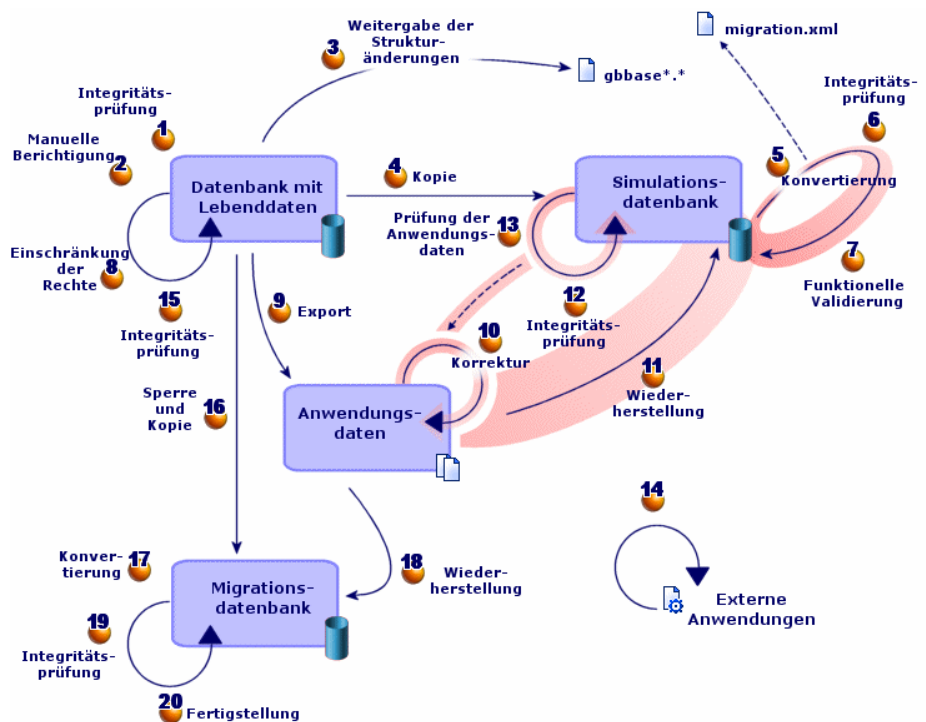 3
Weitergabe der
Struktur-
änderungen
gbbase*.*
migration.xml
Integritäts-
prüfung
1
Manuelle
Berichtigung
2
Datenbank mit
Lebenddaten
4
Kopie
Simulations-
datenbank
5
Konvertierung
Integritäts-
prüfung
6
7
Funktionelle
Validierung
Einschränkung
der
Rechte
8
Prüfung der
Anwendungs-
daten
13
12
Integritäts-
prüfung
15
Integritäts-
prüfung
9
Export
10
Korrektur
11
Wieder-
herstellung
Sperre
und
Kopie
16
Anwendungs-
daten
14
Externe
Anwendungen
Konver-
tierung
17
18
Wieder-
herstellung
Migrations-
datenbank
19
Integritäts-
prüfung
20
Fertigstellung